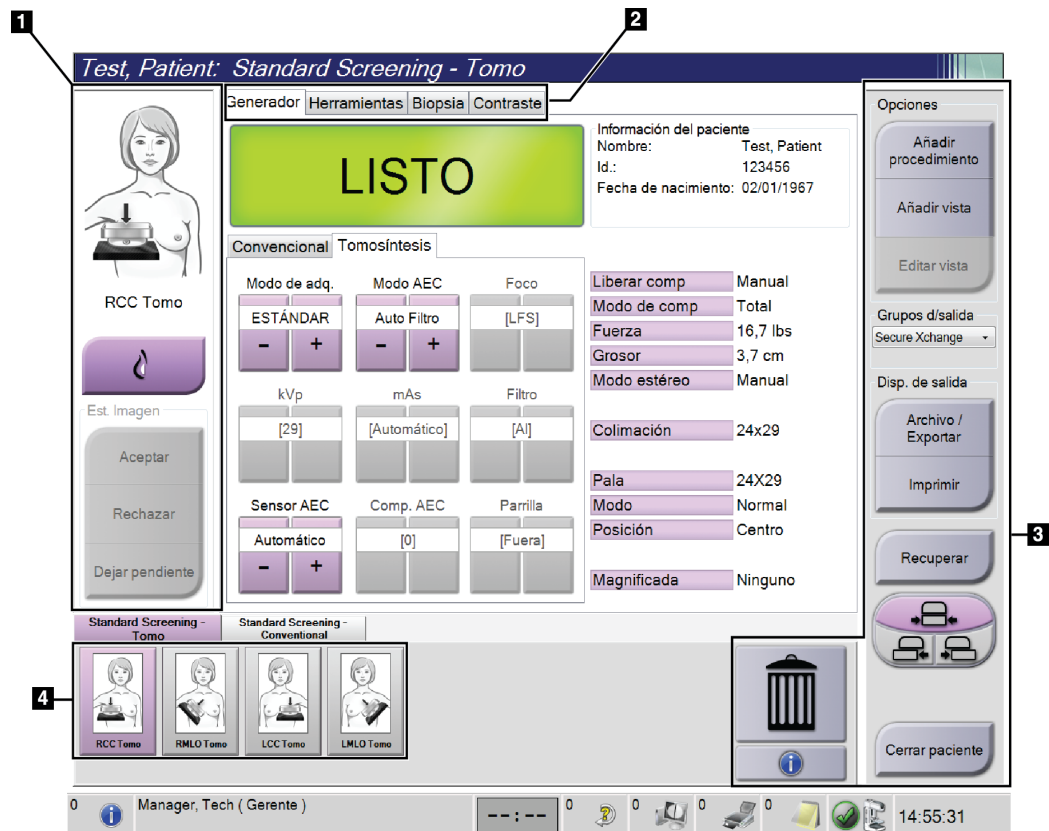 1
2
Test, Patient: Standard Screening - Tomo
Generador Herramientas Biopsia Contraste
LISTO
Información del paciente
Nombre: Test, Patient
Id.: 123456
Fecha de nacimiento: 02/01/1967
RCC Tomo
Est. Imagen
Aceptar
Rechazar
Dejar pendiente
Convencional Tomosíntesis
Modo de adq. Modo AEC Foco
ESTÁNDAR Auto Filtro [LFS]
- + - +
kVp mAs Filtro
[29] [Automático] [Al]
Sensor AEC Comp. AEC Parrilla
Automático [0] [Fuera]
- +
Liberar comp Manual
Modo de comp Total
Fuerza 16,7 lbs
Grosor 3,7 cm
Modo estéreo Manual
Colimación 24x29
Pala 24X29
Modo Normal
Posición Centro
Magnificada Ninguno
Opciones
Añadir
procedimiento
Añadir vista
Editar vista
Grupos d/salida
Secure Xchange
Disp. de salida
Archivo /
Exportar
Imprimir
Recuperar
3
Cerrar paciente
Standard Screening -
Tomo
Standard Screening -
Conventional
4
RCC Tomo RMLO Tomo LCC Tomo LMLO Tomo
0 Manager, Tech ( Gerente ) --:-- 0 0 0 0 14:55:31